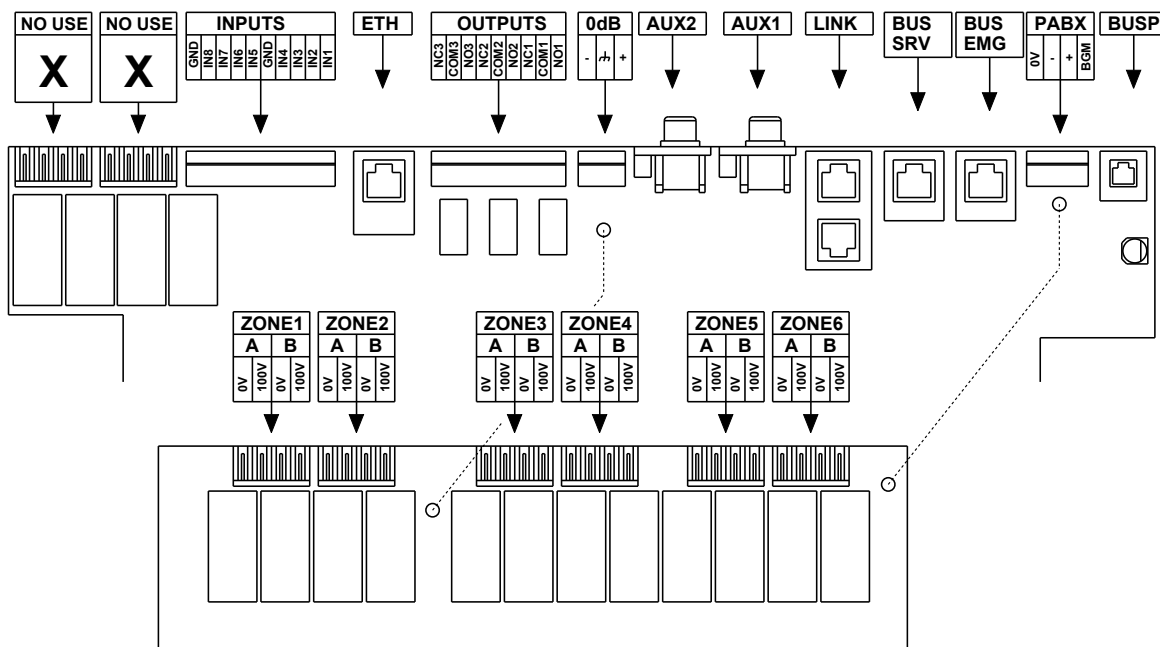 NO USE
X
NO USE
X
INPUTS
GND
IN8
IN7
IN6
IN5
GND
IN4
IN3
IN2
IN1
ETH
OUTPUTS
NC3
COM3
NO3
NC2
COM2
NO2
NC1
COM1
NO1
0dB
-
+
AUX2
AUX1
LINK
BUS
SRV
BUS
EMG
PABX
0V
-
+
BGM
BUSP
ZONE1
A B
0V
100V
0V
100V
ZONE2
A B
0V
100V
0V
100V
ZONE3
A B
0V
100V
0V
100V
ZONE4
A B
0V
100V
0V
100V
ZONE5
A B
0V
100V
0V
100V
ZONE6
A B
0V
100V
0V
100V